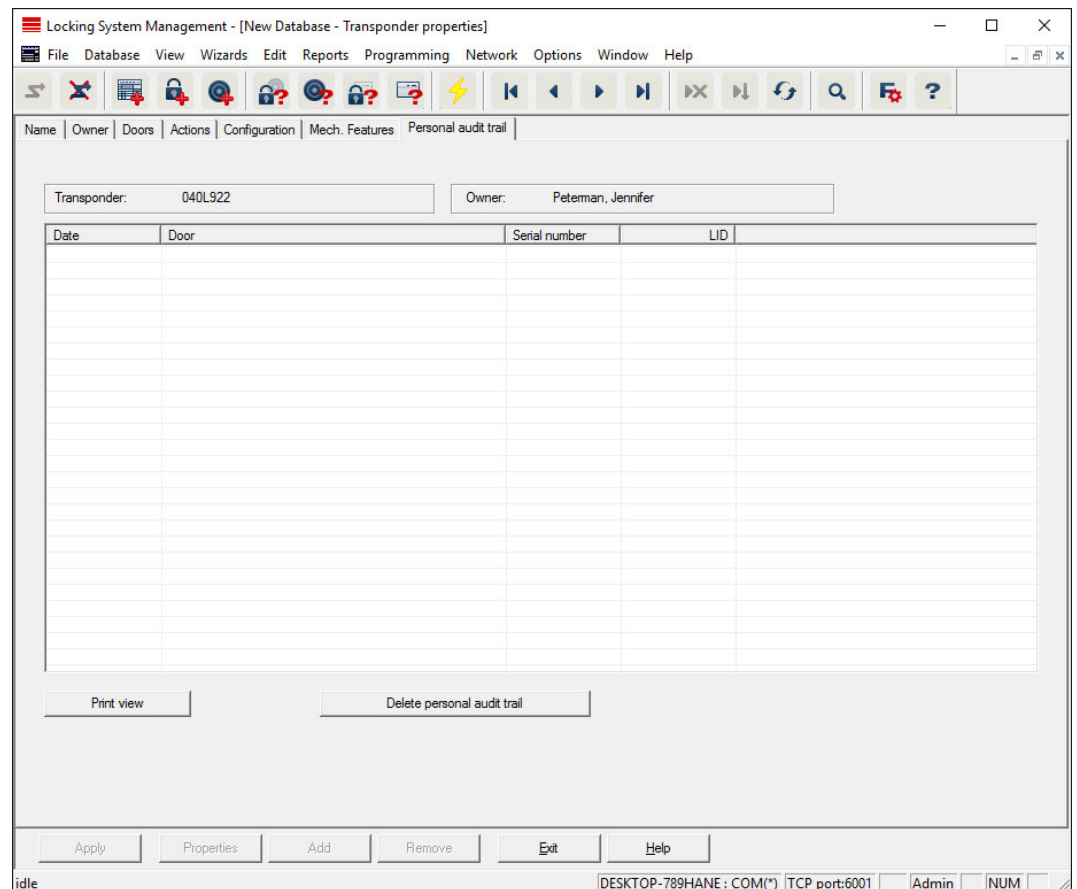 Locking System Management - [New Database - Transponder properties]
File Database View Wizards Edit Reports Programming Network Options Window Help
Name Owner Doors Actions Configuration Mech. Features Personal audit trail
Transponder: 040L922 Owner: Peterman, Jennifer
Date Door Serial number LID
Print view Delete personal audit trail
Apply Properties Add Remove Exit Help
idle DESKTOP-789HANE : COM(*) TCP port:6001 Admin NUM